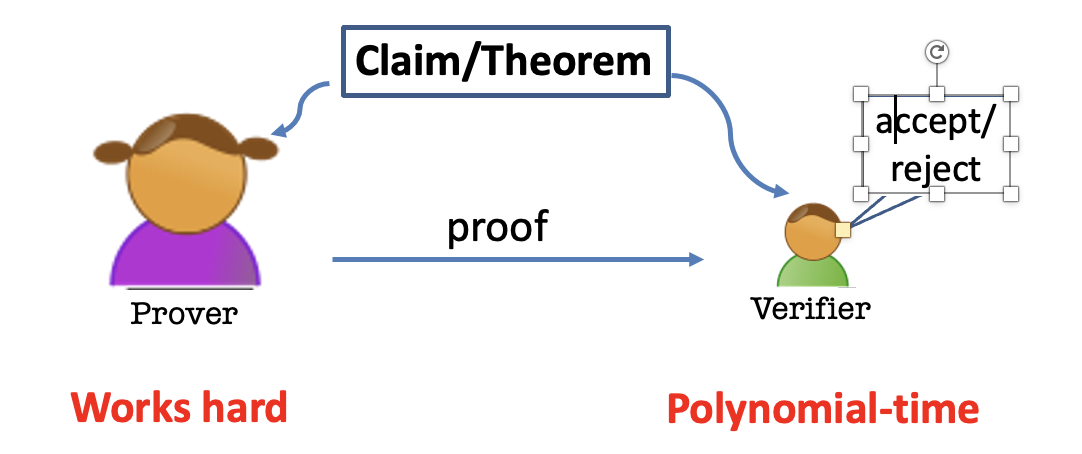 Claim/Theorem
accept/
reject
proof
Prover
Verifier
Works hard
Polynomial-time